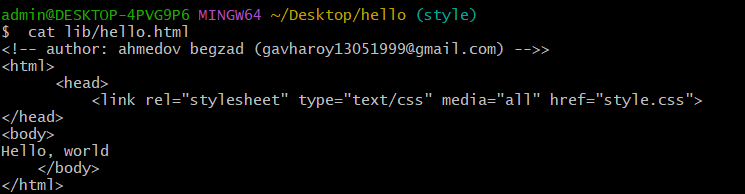 admin@DESKTOP-4PVG9P6 MINGW64 ~/Desktop/hello (style)
$  cat lib/hello.html
<!-- author: ahmedov begzad (gavharoy13051999@gmail.com) -->>
<html>
      <head>
          <link rel="stylesheet" type="text/css" media="all" href="style.css">
</head>
<body>
Hello, world
    </body>
</html>